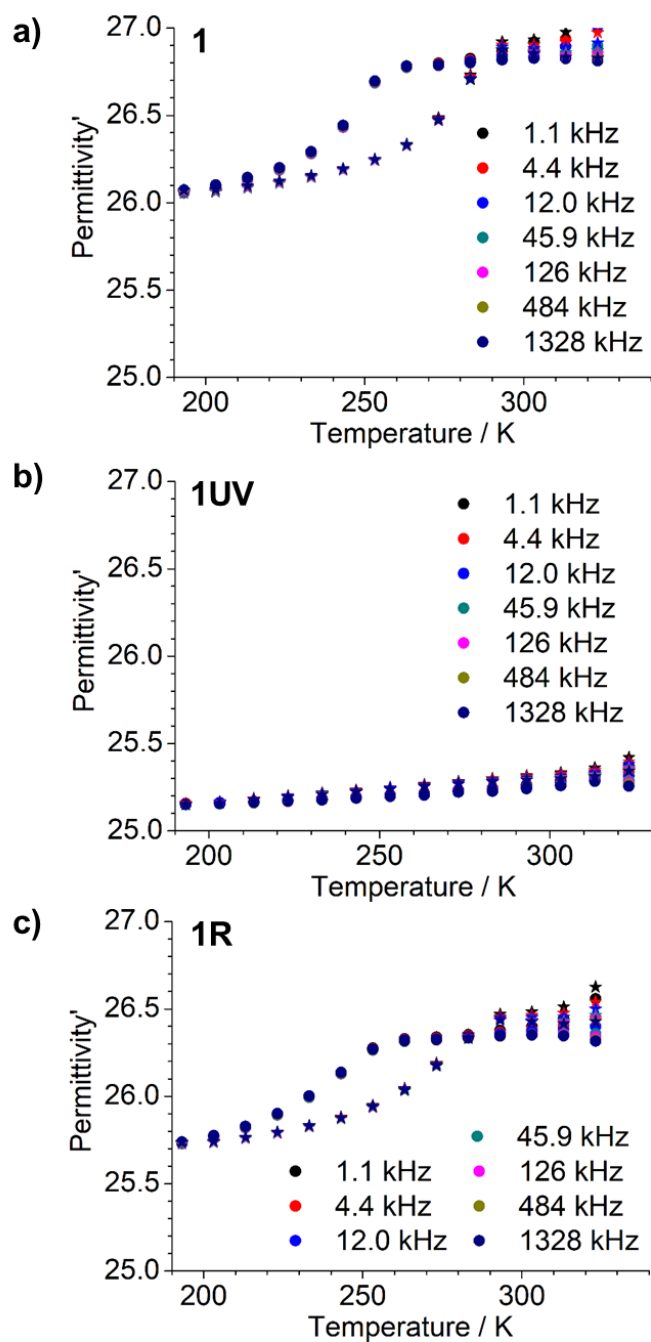 a)
1
27.0
26.5
26.0
25.5
25.0
Permittivity'
1.1 kHz
4.4 kHz
12.0 kHz
45.9 kHz
126 kHz
484 kHz
1328 kHz
200 250 300
Temperature / K
b)
1UV
27.0
26.5
26.0
25.5
25.0
Permittivity'
1.1 kHz
4.4 kHz
12.0 kHz
45.9 kHz
126 kHz
484 kHz
1328 kHz
200 250 300
Temperature / K
c)
1R
27.0
26.5
26.0
25.5
25.0
Permittivity'
1.1 kHz
4.4 kHz
12.0 kHz
45.9 kHz
126 kHz
484 kHz
1328 kHz
200 250 300
Temperature / K